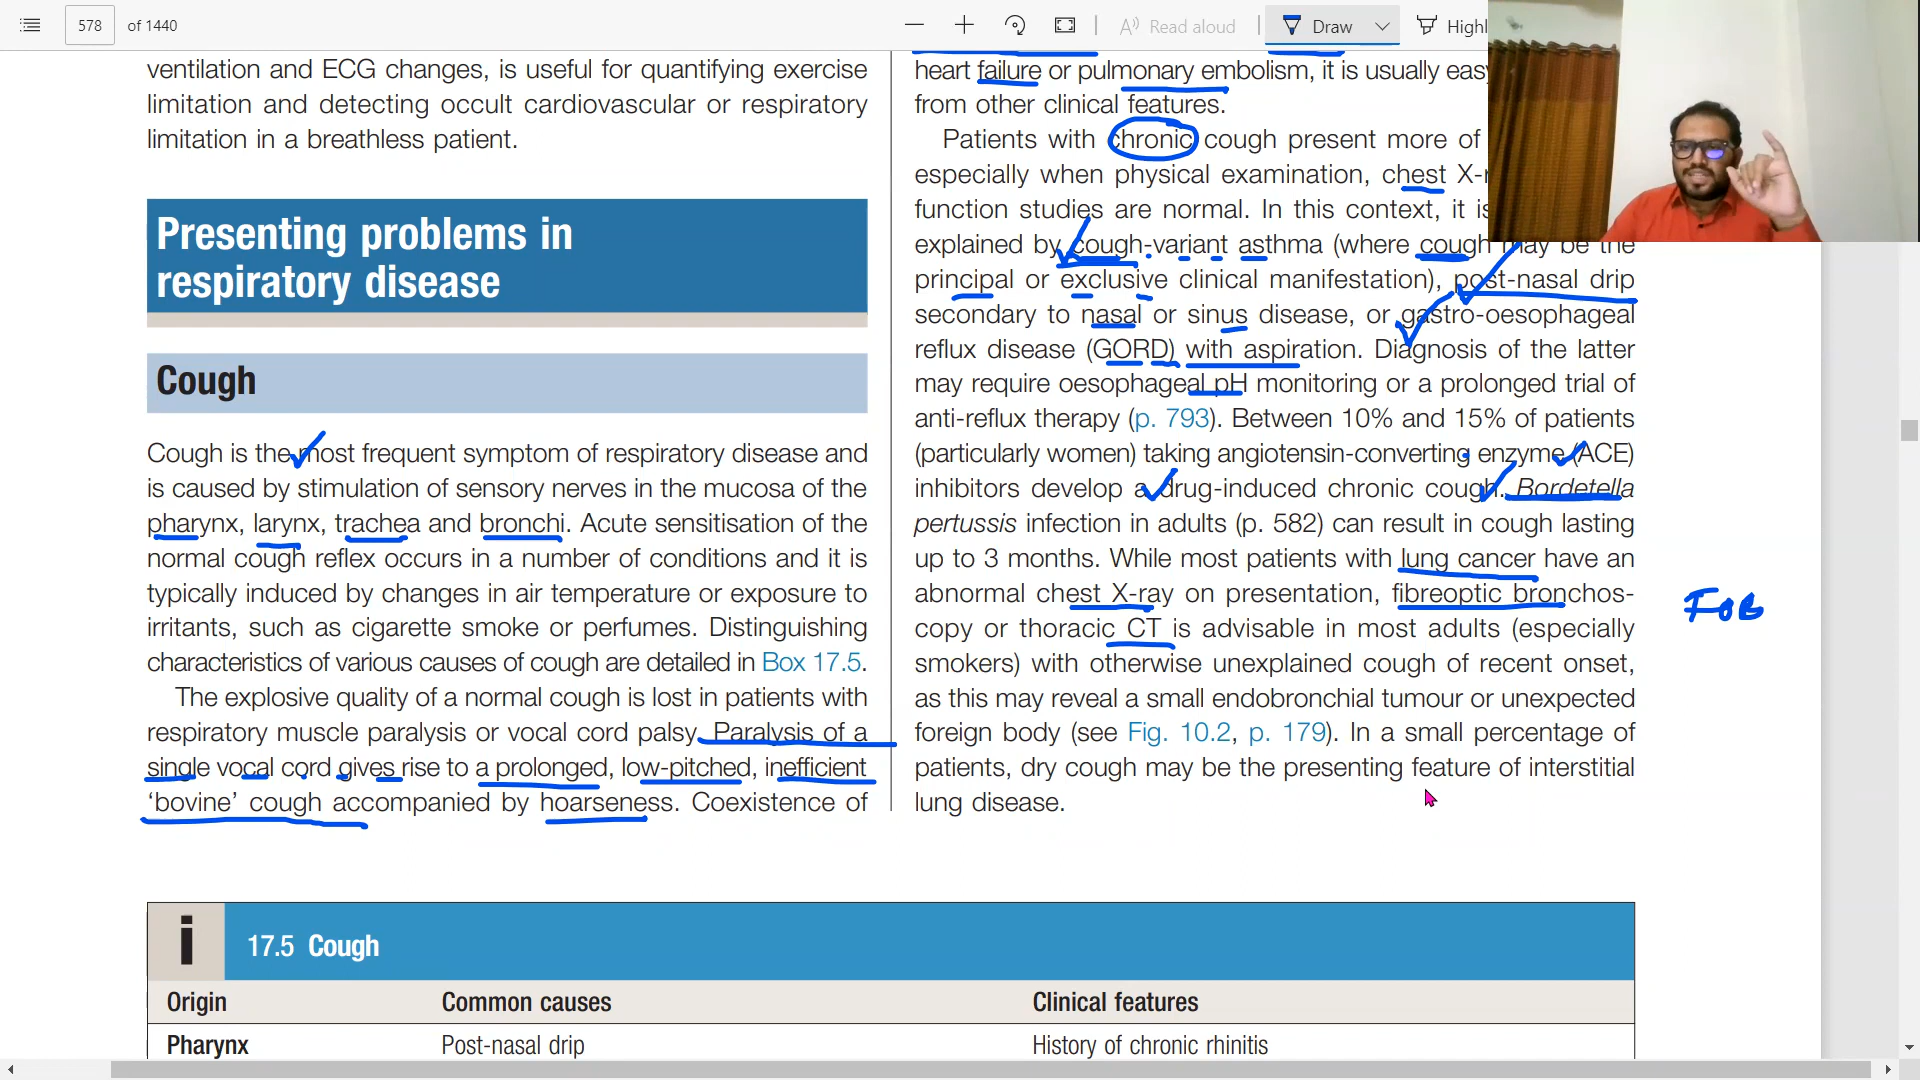 578 of 1440
Read aloud
Draw
Highl
ventilation and ECG changes, is useful for quantifying exercise
limitation and detecting occult cardiovascular or respiratory
limitation in a breathless patient.
Presenting problems in
respiratory disease
Cough
Cough is the most frequent symptom of respiratory disease and
is caused by stimulation of sensory nerves in the mucosa of the
pharynx, larynx, trachea and bronchi. Acute sensitisation of the
normal cough reflex occurs in a number of conditions and it is
typically induced by changes in air temperature or exposure to
irritants, such as cigarette smoke or perfumes. Distinguishing
characteristics of various causes of cough are detailed in Box 17.5.
The explosive quality of a normal cough is lost in patients with
respiratory muscle paralysis or vocal cord palsy. Paralysis of a
single vocal cord gives rise to a prolonged, low-pitched, inefficient
‘bovine’ cough accompanied by hoarseness. Coexistence of
heart failure or pulmonary embolism, it is usually easy
from other clinical features.
Patients with chronic cough present more of
especially when physical examination, chest X-r
function studies are normal. In this context, it is
explained by cough-variant asthma (where cough may be the
principal or exclusive clinical manifestation), post-nasal drip
secondary to nasal or sinus disease, or gastro-oesophageal
reflux disease (GORD) with aspiration. Diagnosis of the latter
may require oesophageal pH monitoring or a prolonged trial of
anti-reflux therapy (p. 793). Between 10% and 15% of patients
(particularly women) taking angiotensin-converting enzyme (ACE)
inhibitors develop a drug-induced chronic cough. Bordetella
pertussis infection in adults (p. 582) can result in cough lasting
up to 3 months. While most patients with lung cancer have an
abnormal chest X-ray on presentation, fibreoptic bronchos-
copy or thoracic CT is advisable in most adults (especially
smokers) with otherwise unexplained cough of recent onset,
as this may reveal a small endobronchial tumour or unexpected
foreign body (see Fig. 10.2, p. 179). In a small percentage of
patients, dry cough may be the presenting feature of interstitial
lung disease.
FOB
i
17.5 Cough
Origin Common causes Clinical features
Pharynx Post-nasal drip History of chronic rhinitis